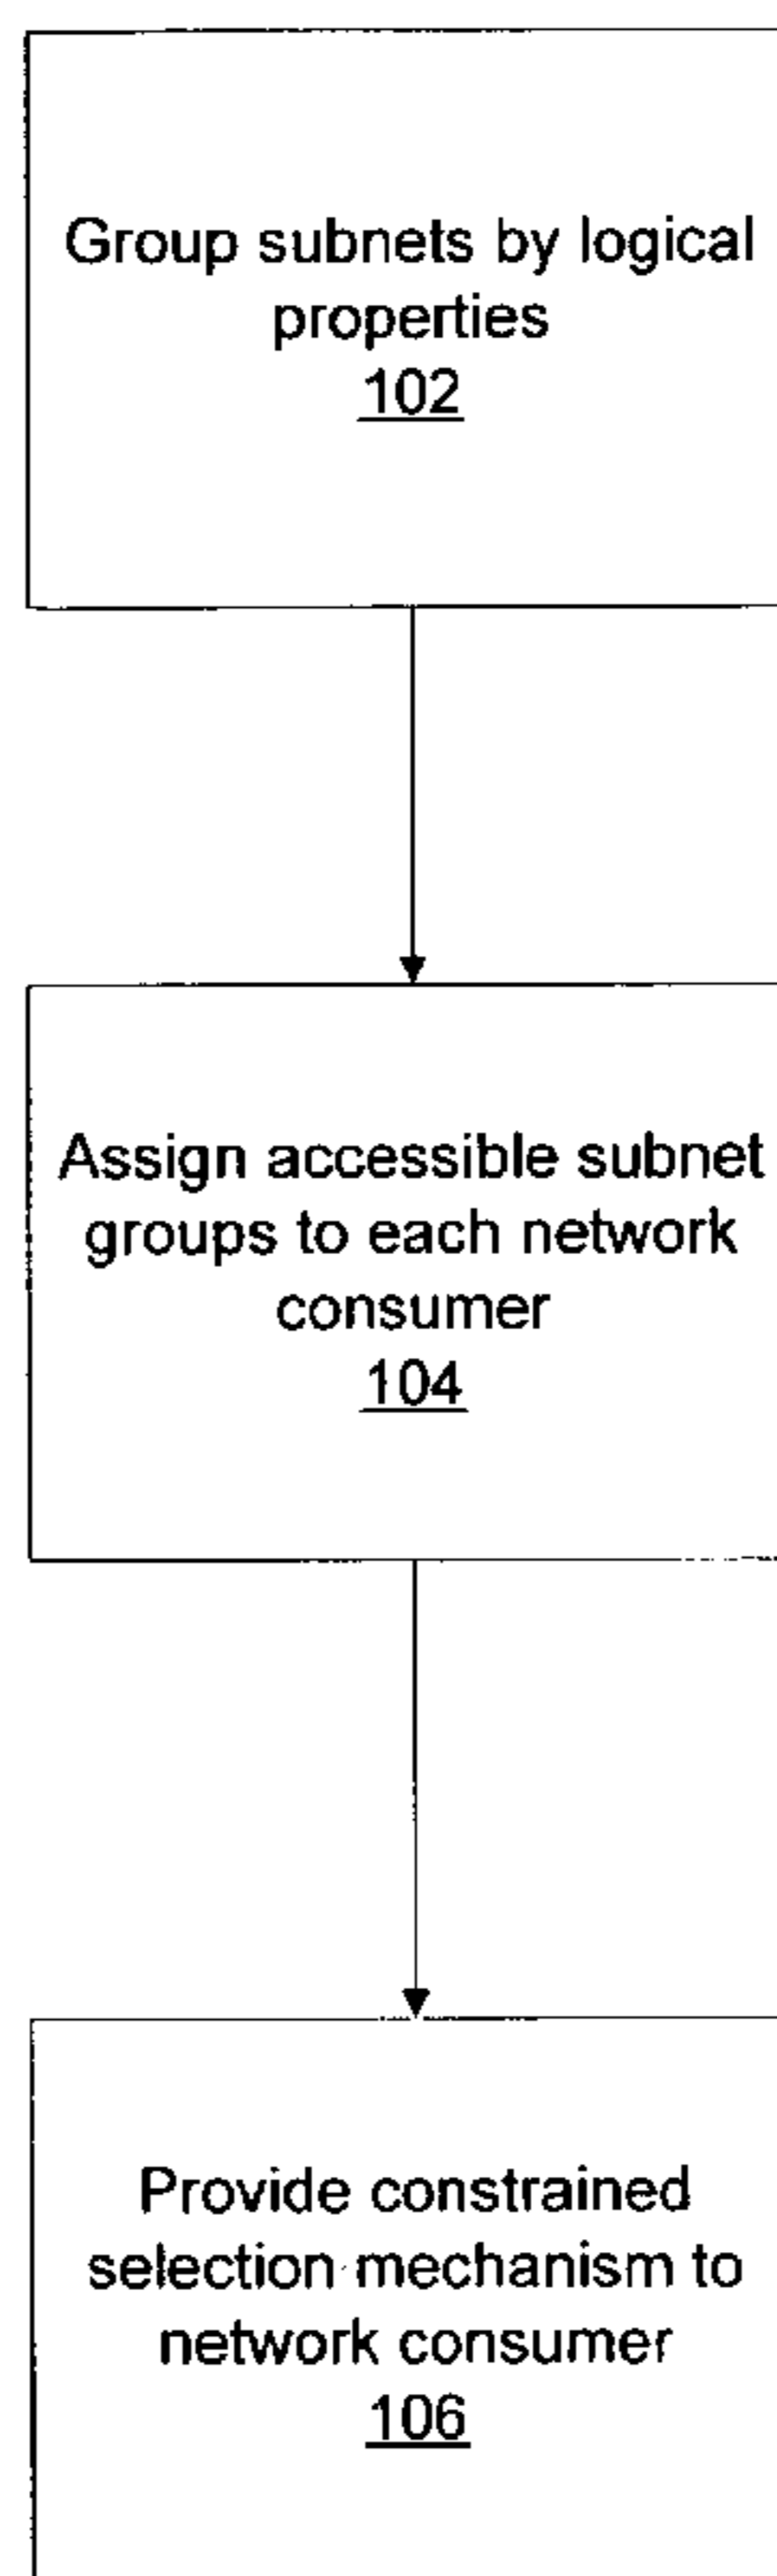 Group subnets by logical
properties
102
Assign accessible subnet
groups to each network
consumer
104
Provide constrained
selection mechanism to
network consumer
106